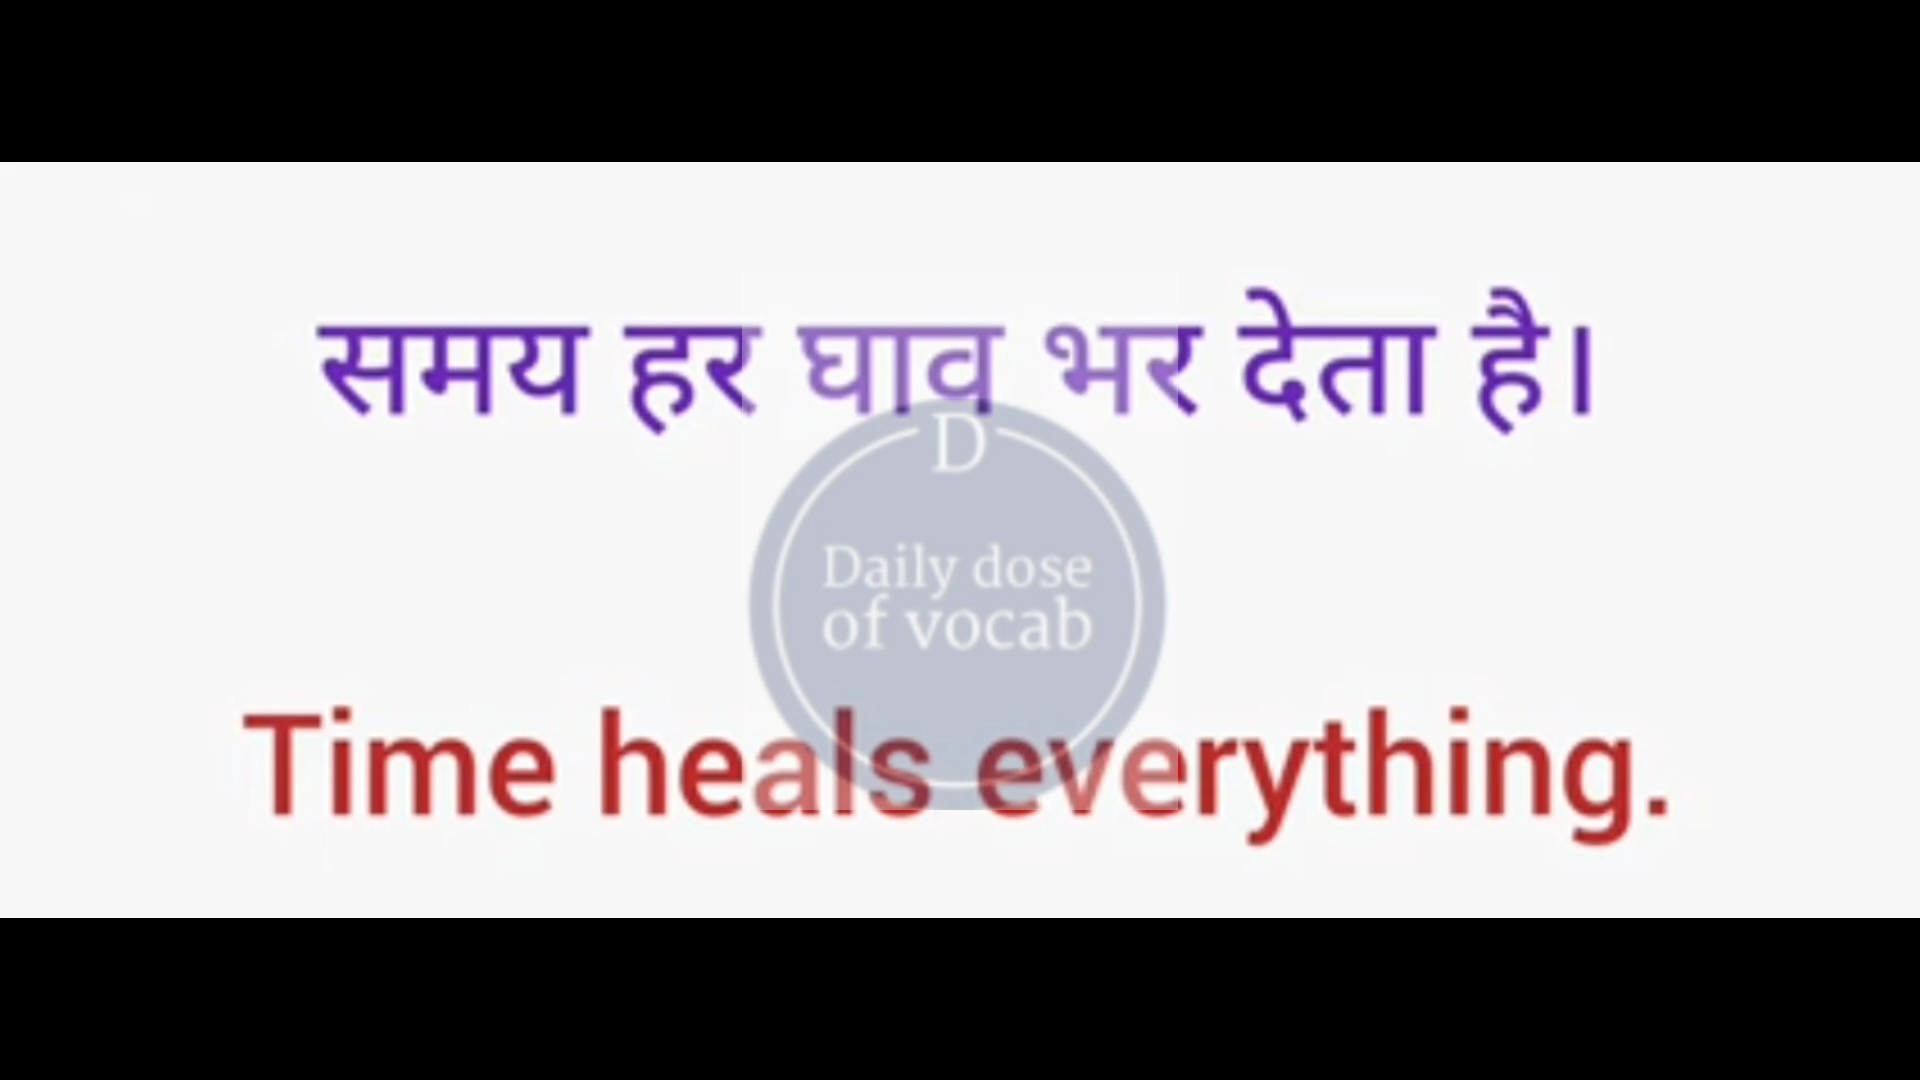 समय हर घाव भर देता है।
D
Daily dose
of vocab
Time heals everything.